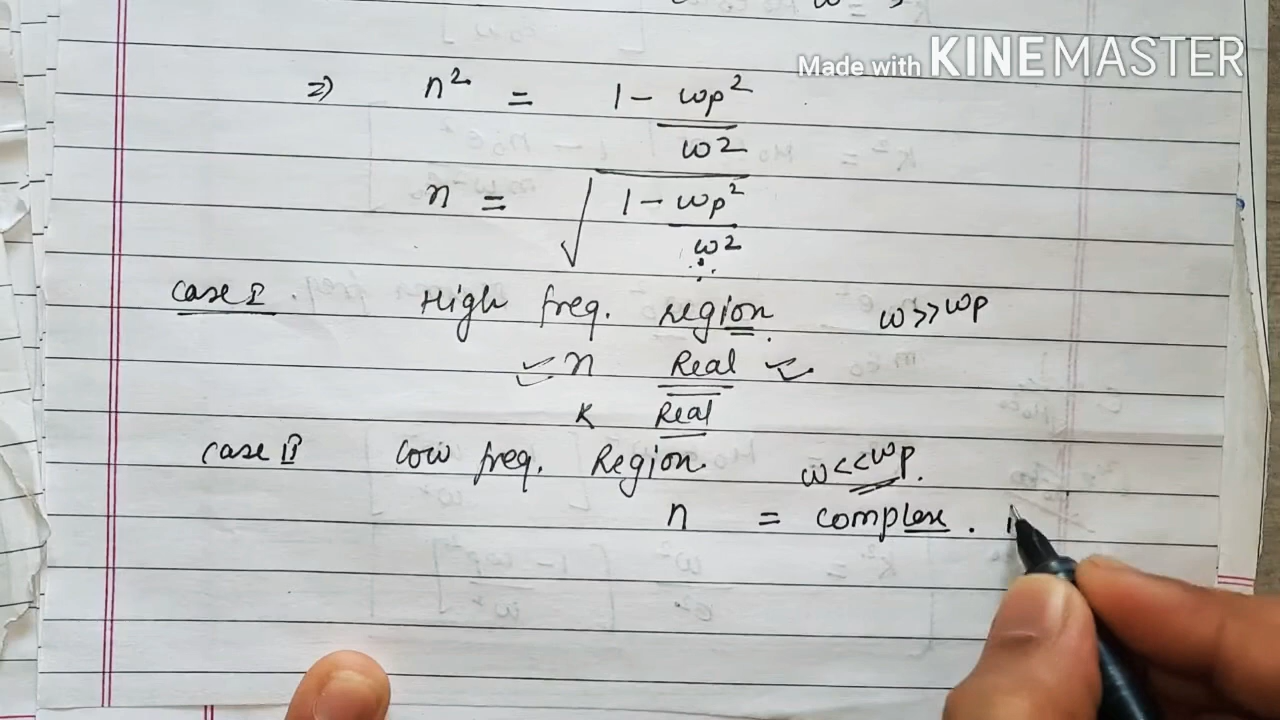 Made with KINEMASTER
⇒ n² = 1 - ωp²
ω²
n = √ 1 - ωp²
ω²
Case I High freq. region. ω>>ωp
n Real
K Real
Case II Low freq. Region ω<<ωp.
n = complex.